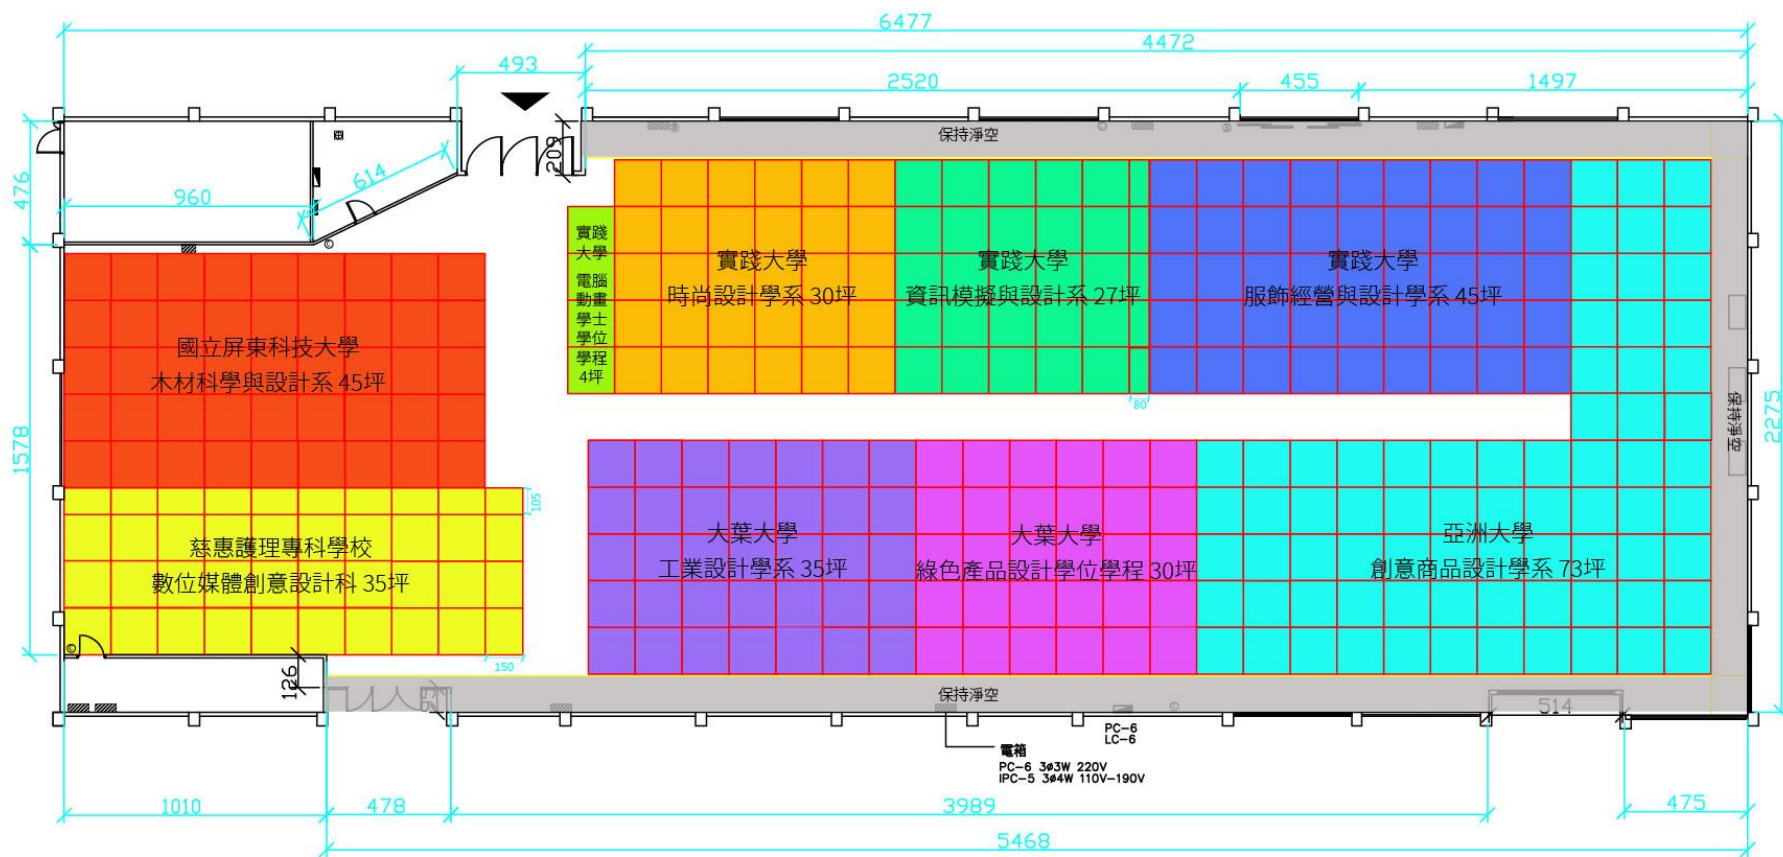 6477
4472
493
2520
455
1497
保持淨空
209
614
476
960
實踐
大學
電腦
動畫
學士
學位
學程
4坪
實踐大學
時尚設計學系 30坪
實踐大學
資訊模擬與設計系 27坪
實踐大學
服飾經營與設計學系 45坪
國立屏東科技大學
木材科學與設計系 45坪
80
保持淨空
2275
1578
105
慈惠護理專科學校
數位媒體創意設計科 35坪
大葉大學
工業設計學系 35坪
大葉大學
綠色產品設計學位學程 30坪
亞洲大學
創意商品設計學系 73坪
150
126
保持淨空
514
PC-6
LC-6
電箱
PC-6 3ø3W 220V
IPC-5 3ø4W 110V-190V
1010
478
3989
475
5468